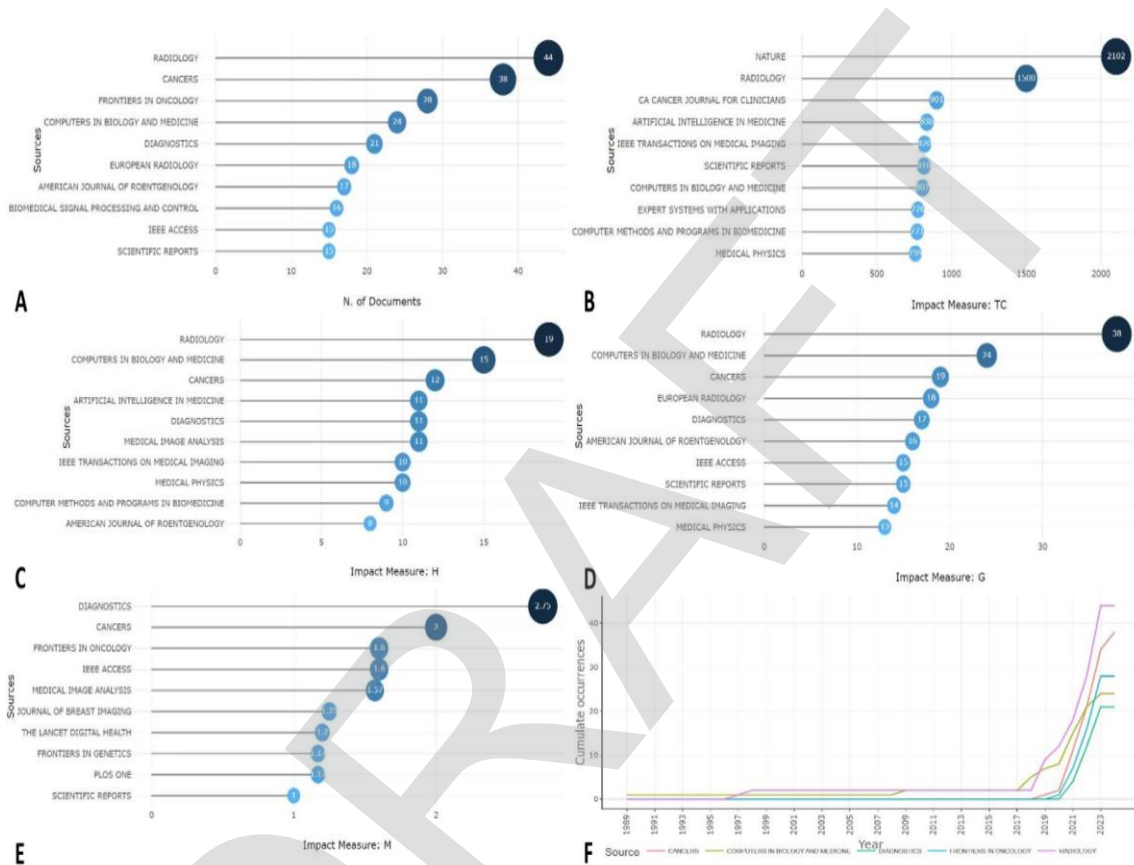 RADIOLOGY 44
CANCERS 38
FRONTIERS IN ONCOLOGY 28
COMPUTERS IN BIOLOGY AND MEDICINE 24
DIAGNOSTICS 21
EUROPEAN RADIOLOGY 18
AMERICAN JOURNAL OF ROENTGENOLOGY 17
BIOMEDICAL SIGNAL PROCESSING AND CONTROL 16
IEEE ACCESS 15
SCIENTIFIC REPORTS 15
Sources
0 10 20 30 40
N. of Documents
A
NATURE 2102
RADIOLOGY 1500
CA CANCER JOURNAL FOR CLINICIANS 901
ARTIFICIAL INTELLIGENCE IN MEDICINE
IEEE TRANSACTIONS ON MEDICAL IMAGING
SCIENTIFIC REPORTS
COMPUTERS IN BIOLOGY AND MEDICINE
EXPERT SYSTEMS WITH APPLICATIONS
COMPUTER METHODS AND PROGRAMS IN BIOMEDICINE
MEDICAL PHYSICS
Sources
0 500 1000 1500 2000
Impact Measure: TC
B
RADIOLOGY 19
COMPUTERS IN BIOLOGY AND MEDICINE 15
CANCERS 12
ARTIFICIAL INTELLIGENCE IN MEDICINE 11
DIAGNOSTICS 11
MEDICAL IMAGE ANALYSIS 11
IEEE TRANSACTIONS ON MEDICAL IMAGING 10
MEDICAL PHYSICS 10
COMPUTER METHODS AND PROGRAMS IN BIOMEDICINE 9
AMERICAN JOURNAL OF ROENTGENOLOGY 8
Sources
0 5 10 15
Impact Measure: H
C
RADIOLOGY 38
COMPUTERS IN BIOLOGY AND MEDICINE 24
CANCERS 19
EUROPEAN RADIOLOGY 18
DIAGNOSTICS 17
AMERICAN JOURNAL OF ROENTGENOLOGY 16
IEEE ACCESS 15
SCIENTIFIC REPORTS 15
IEEE TRANSACTIONS ON MEDICAL IMAGING 14
MEDICAL PHYSICS 13
Sources
0 10 20 30
Impact Measure: G
D
DIAGNOSTICS 2.75
CANCERS 2
FRONTIERS IN ONCOLOGY 1.6
IEEE ACCESS 1.6
MEDICAL IMAGE ANALYSIS 1.57
JOURNAL OF BREAST IMAGING
THE LANCET DIGITAL HEALTH 1.2
FRONTIERS IN GENETICS
PLOS ONE
SCIENTIFIC REPORTS 1
Sources
0 1 2
Impact Measure: M
E
Cumulate occurrences
40
30
20
10
0
1989 1991 1993 1995 1997 1999 2001 2003 2005 2007 2009 2011 2013 2015 2017 2019 2021 2023
Year
F
Source CANCERS COMPUTERS IN BIOLOGY AND MEDICINE DIAGNOSTICS FRONTIERS IN ONCOLOGY RADIOLOGY
DRAFT